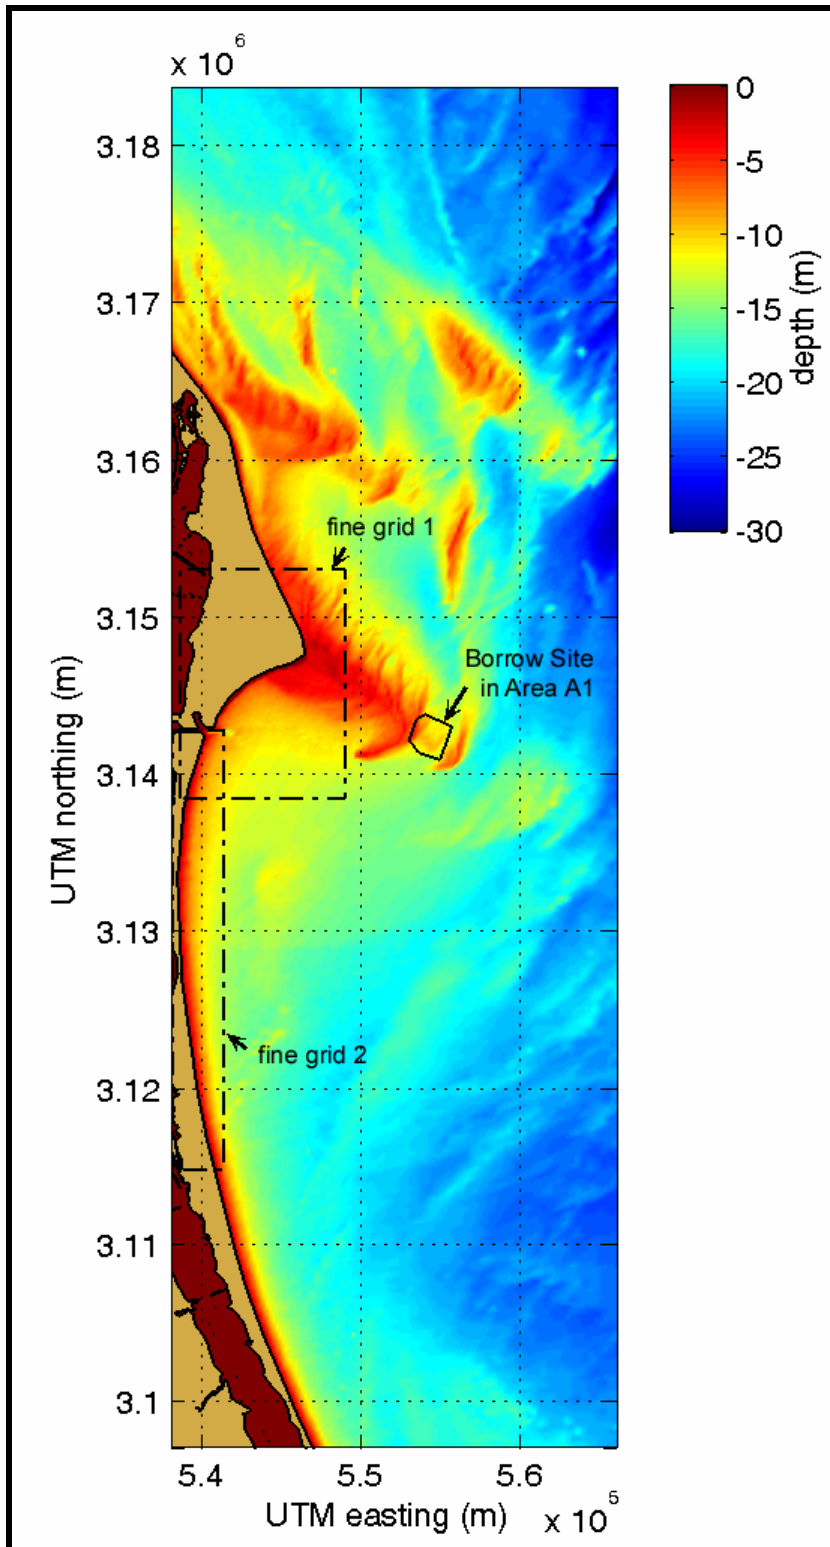 x 10^6
3.18
3.17
3.16
3.15
3.14
3.13
3.12
3.11
3.1
UTM northing (m)
5.4 5.5 5.6
UTM easting (m) x 10^5
fine grid 1
Borrow Site
in Area A1
fine grid 2
0
-5
-10
-15
-20
-25
-30
depth (m)